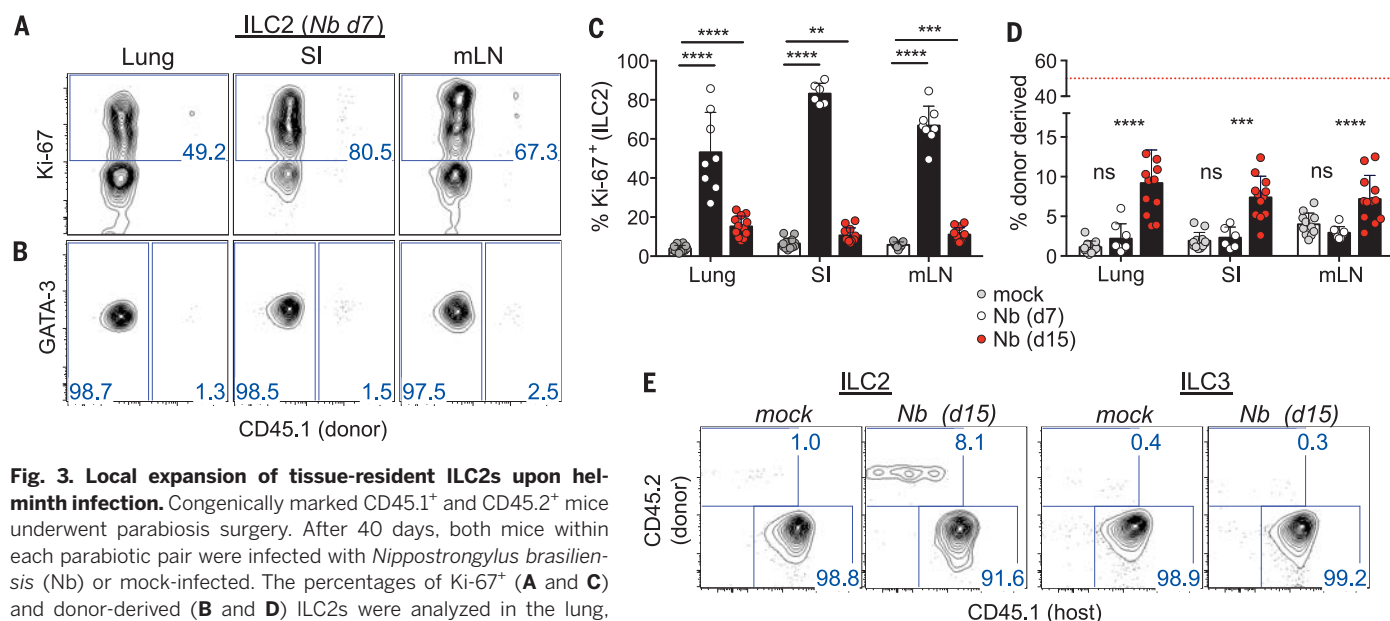 A
ILC2 (Nb d7)
Lung
SI
mLN
Ki-67
49.2
80.5
67.3
B
GATA-3
98.7
1.3
98.5
1.5
97.5
2.5
CD45.1 (donor)
C
% Ki-67+ (ILC2)
100
80
60
40
20
0
****
****
**
****
***
****
Lung
SI
mLN
D
% donor derived
60
50
40
15
10
5
0
ns
****
ns
***
ns
****
Lung
SI
mLN
mock
Nb (d7)
Nb (d15)
E
ILC2
ILC3
mock
Nb (d15)
mock
Nb (d15)
CD45.2
(donor)
1.0
8.1
0.4
0.3
98.8
91.6
98.9
99.2
CD45.1 (host)
Fig. 3. Local expansion of tissue-resident ILC2s upon hel-
minth infection. Congenically marked CD45.1+ and CD45.2+ mice
underwent parabiosis surgery. After 40 days, both mice within
each parabiotic pair were infected with Nippostrongylus brasilien-
sis (Nb) or mock-infected. The percentages of Ki-67+ (A and C)
and donor-derived (B and D) ILC2s were analyzed in the lung,